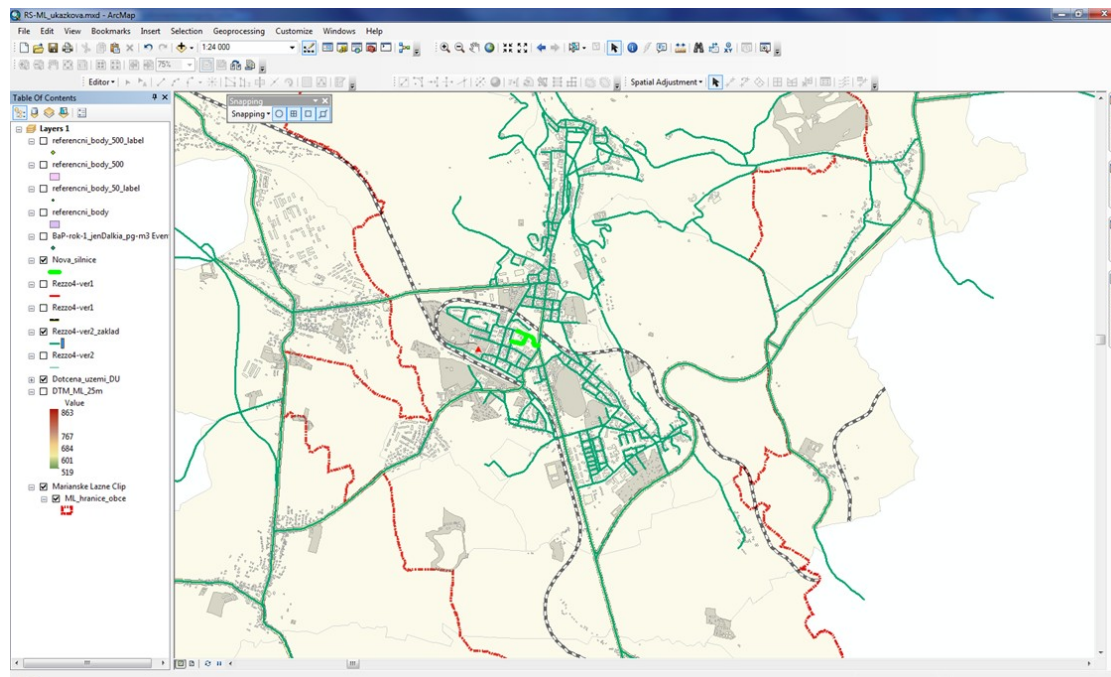 RS-ML_ukazkova.mxd - ArcMap
File Edit View Bookmarks Insert Selection Geoprocessing Customize Windows Help
1:24 000
75%
Editor Spatial Adjustment
Table Of Contents
Snapping
Snapping
Layers 1
referencni_body_500_label
referencni_body_500
referencni_body_50_label
referencni_body
BaP-rok-1_jenDalkia_pg-m3 Event
Nova_silnice
Rezzo4-ver1
Rezzo4-ver1
Rezzo4-ver2_zaklad
Rezzo4-ver2
Dotcena_uzemi_DU
DTM_ML_25m
Value
863
767
684
601
519
Marianske Lazne Clip
ML_hranice_obce